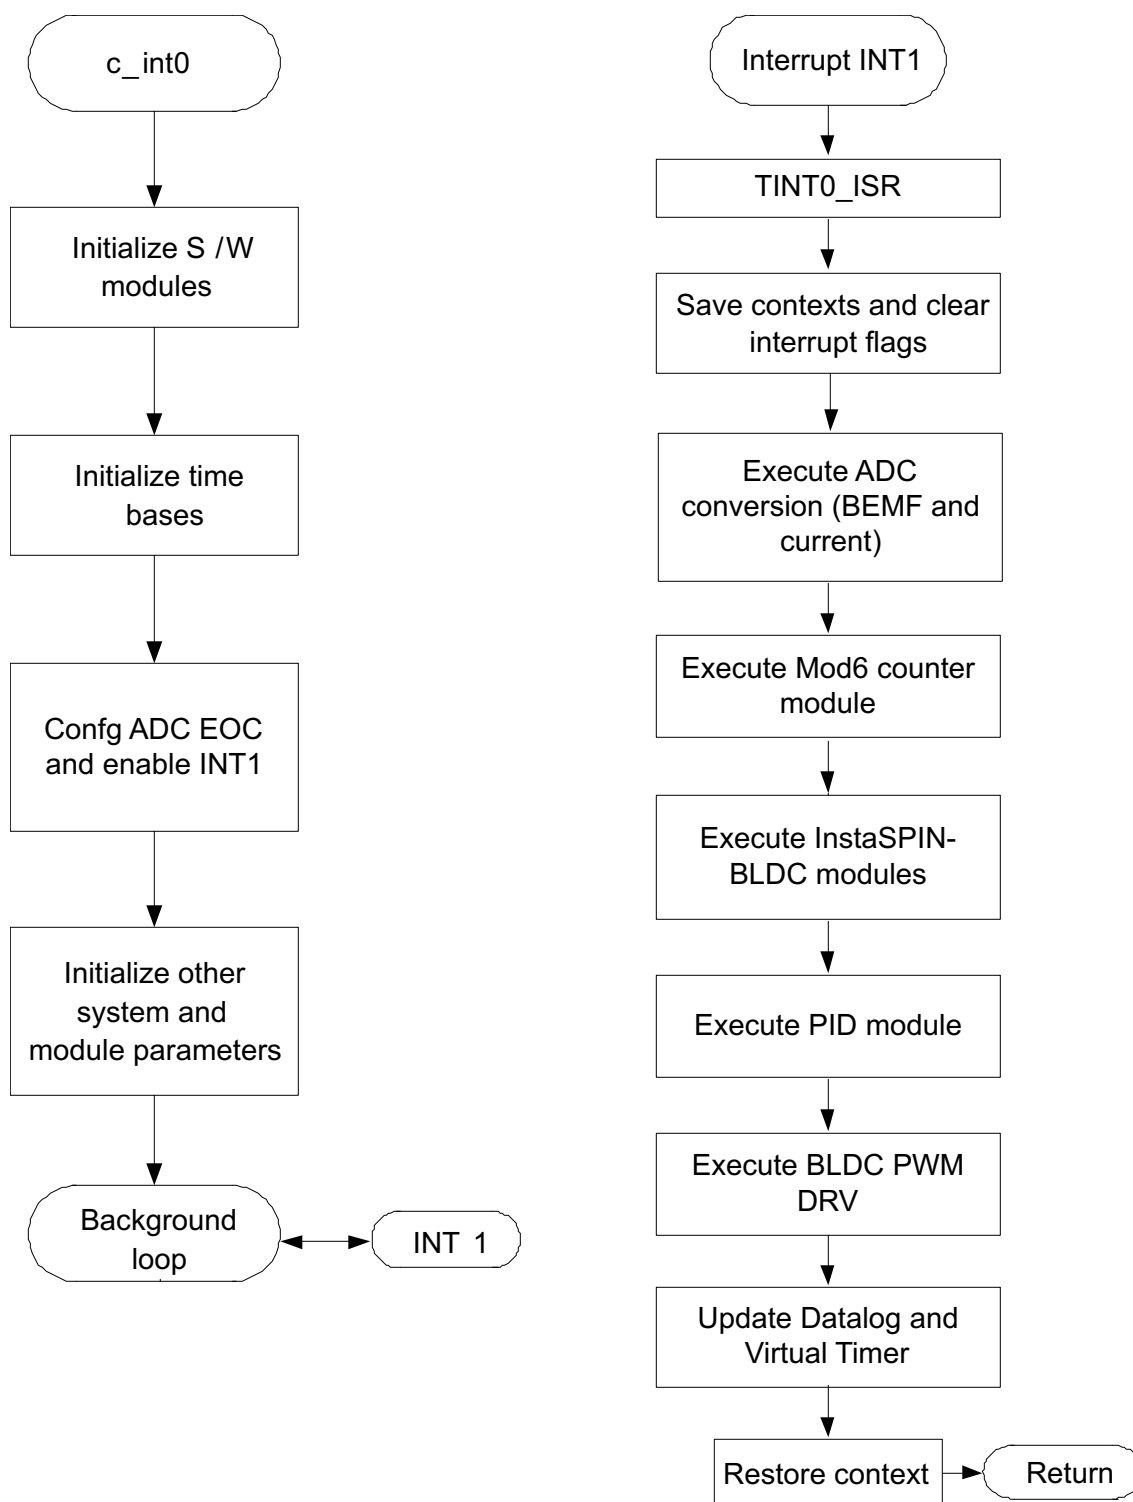 c_int0
Initialize S /W
modules
Initialize time
bases
Confg ADC EOC
and enable INT1
Initialize other
system and
module parameters
Background
loop
INT 1
Interrupt INT1
TINT0_ISR
Save contexts and clear
interrupt flags
Execute ADC
conversion (BEMF and
current)
Execute Mod6 counter
module
Execute InstaSPIN-
BLDC modules
Execute PID module
Execute BLDC PWM
DRV
Update Datalog and
Virtual Timer
Restore context
Return